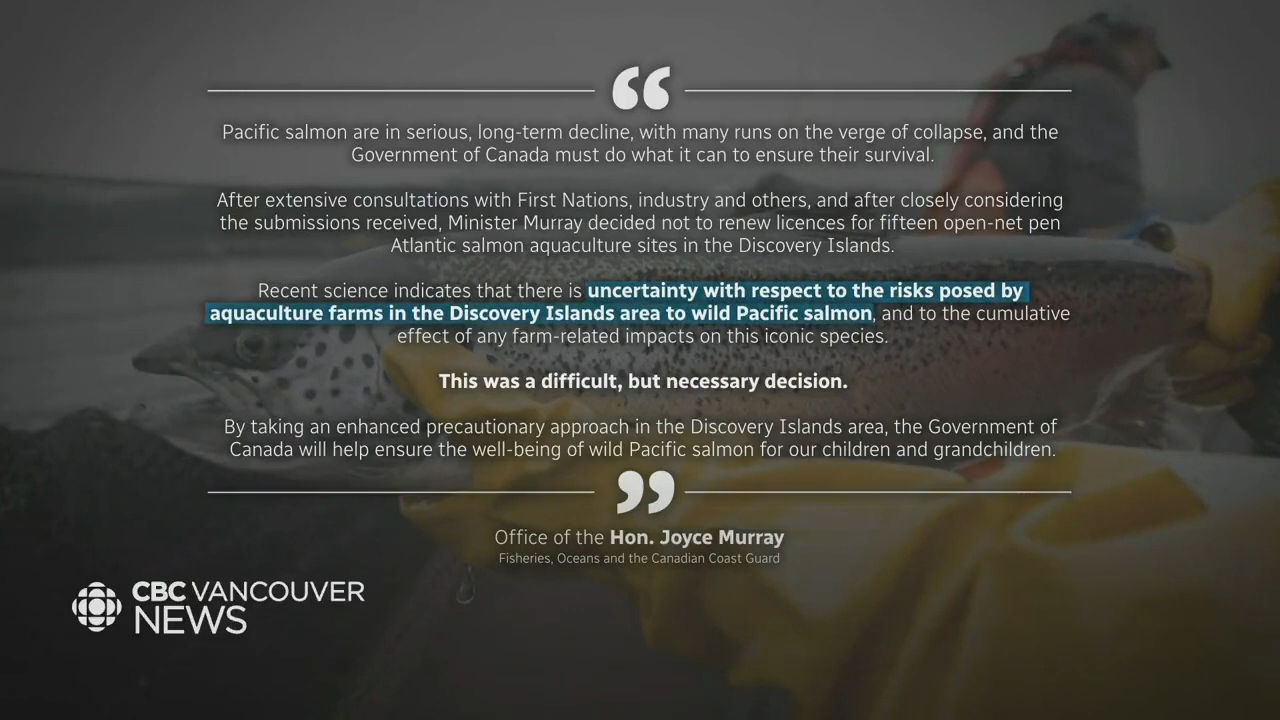 “
Pacific salmon are in serious, long-term decline, with many runs on the verge of collapse, and the
Government of Canada must do what it can to ensure their survival.
After extensive consultations with First Nations, industry and others, and after closely considering
the submissions received, Minister Murray decided not to renew licences for fifteen open-net pen
Atlantic salmon aquaculture sites in the Discovery Islands.
Recent science indicates that there is uncertainty with respect to the risks posed by
aquaculture farms in the Discovery Islands area to wild Pacific salmon, and to the cumulative
effect of any farm-related impacts on this iconic species.
This was a difficult, but necessary decision.
By taking an enhanced precautionary approach in the Discovery Islands area, the Government of
Canada will help ensure the well-being of wild Pacific salmon for our children and grandchildren.
”
Office of the Hon. Joyce Murray
Fisheries, Oceans and the Canadian Coast Guard
CBC VANCOUVER
NEWS